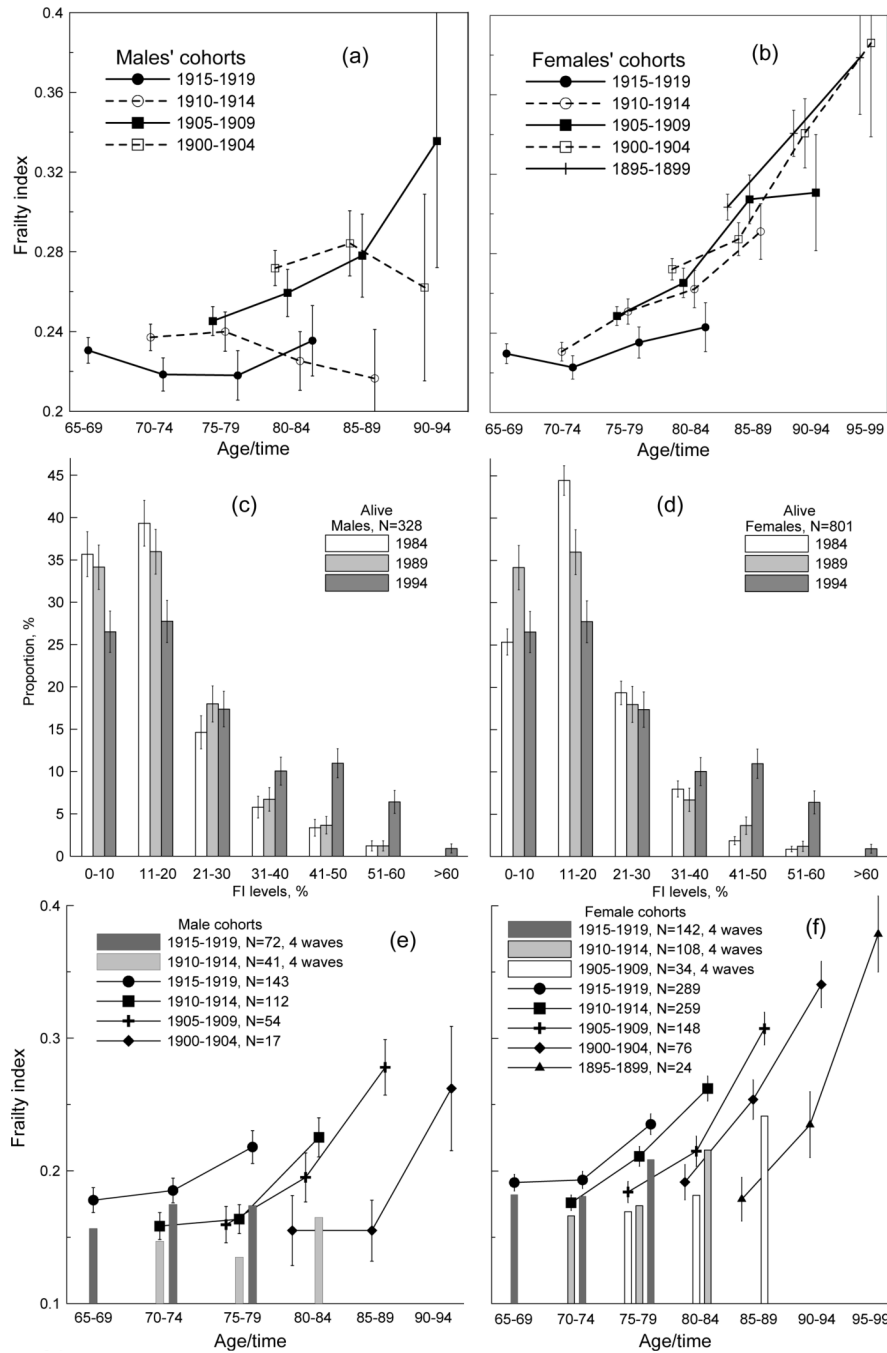 0.4
0.36
0.32
0.28
0.24
0.2
Frailty index
Males' cohorts
(a)
1915-1919
1910-1914
1905-1909
1900-1904
65-69
70-74
75-79
80-84
85-89
90-94
Age/time
Females' cohorts
(b)
1915-1919
1910-1914
1905-1909
1900-1904
1895-1899
65-69
70-74
75-79
80-84
85-89
90-94
95-99
Age/time
45
40
35
30
25
20
15
10
5
0
Proportion, %
(c)
Alive
Males, N=328
1984
1989
1994
0-10
11-20
21-30
31-40
41-50
51-60
>60
FI levels, %
(d)
Alive
Females, N=801
1984
1989
1994
0-10
11-20
21-30
31-40
41-50
51-60
>60
FI levels, %
0.4
0.3
0.2
0.1
Frailty index
Male cohorts
(e)
1915-1919, N=72, 4 waves
1910-1914, N=41, 4 waves
1915-1919, N=143
1910-1914, N=112
1905-1909, N=54
1900-1904, N=17
65-69
70-74
75-79
80-84
85-89
90-94
Age/time
Female cohorts
(f)
1915-1919, N=142, 4 waves
1910-1914, N=108, 4 waves
1905-1909, N=34, 4 waves
1915-1919, N=289
1910-1914, N=259
1905-1909, N=148
1900-1904, N=76
1895-1899, N=24
65-69
70-74
75-79
80-84
85-89
90-94
95-99
Age/time